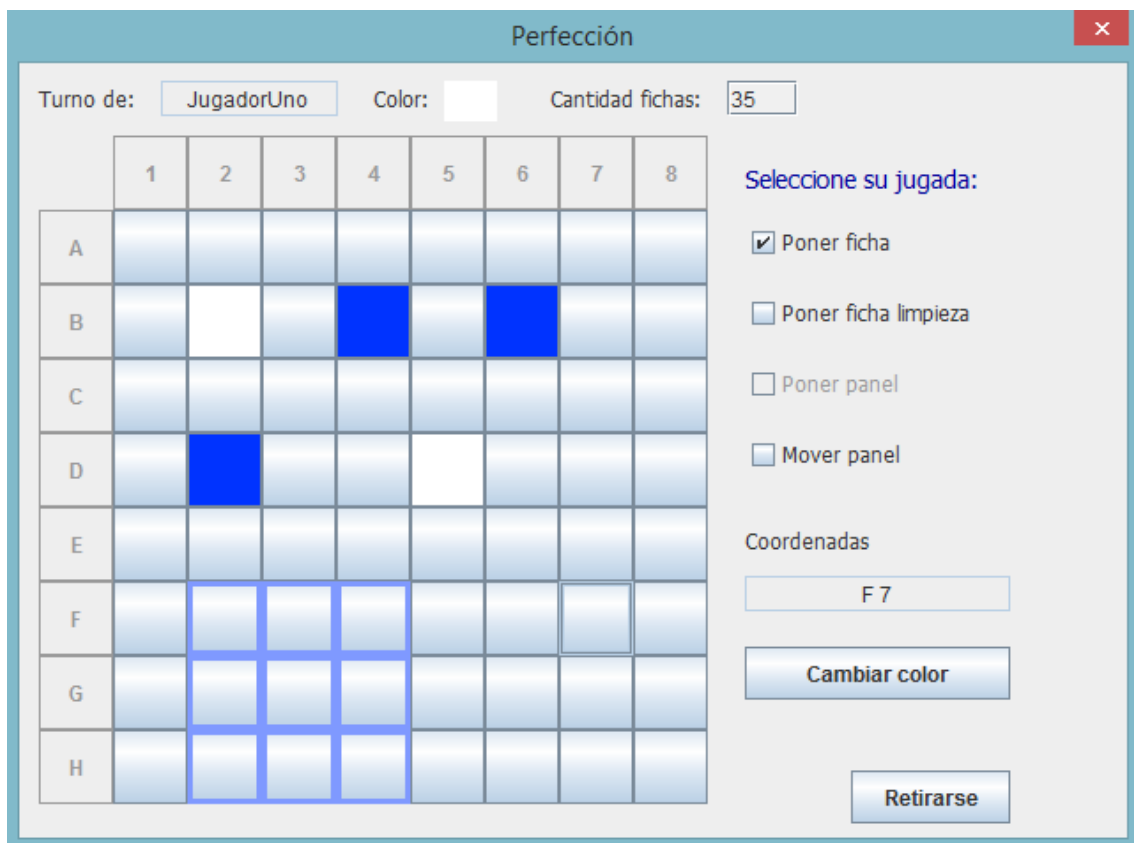 Perfección
Turno de: JugadorUno Color: Cantidad fichas: 35
1 2 3 4 5 6 7 8
Seleccione su jugada:
A
Poner ficha
B
Poner ficha limpieza
C
Poner panel
D
Mover panel
E
Coordenadas
F
F 7
G
Cambiar color
H
Retirarse